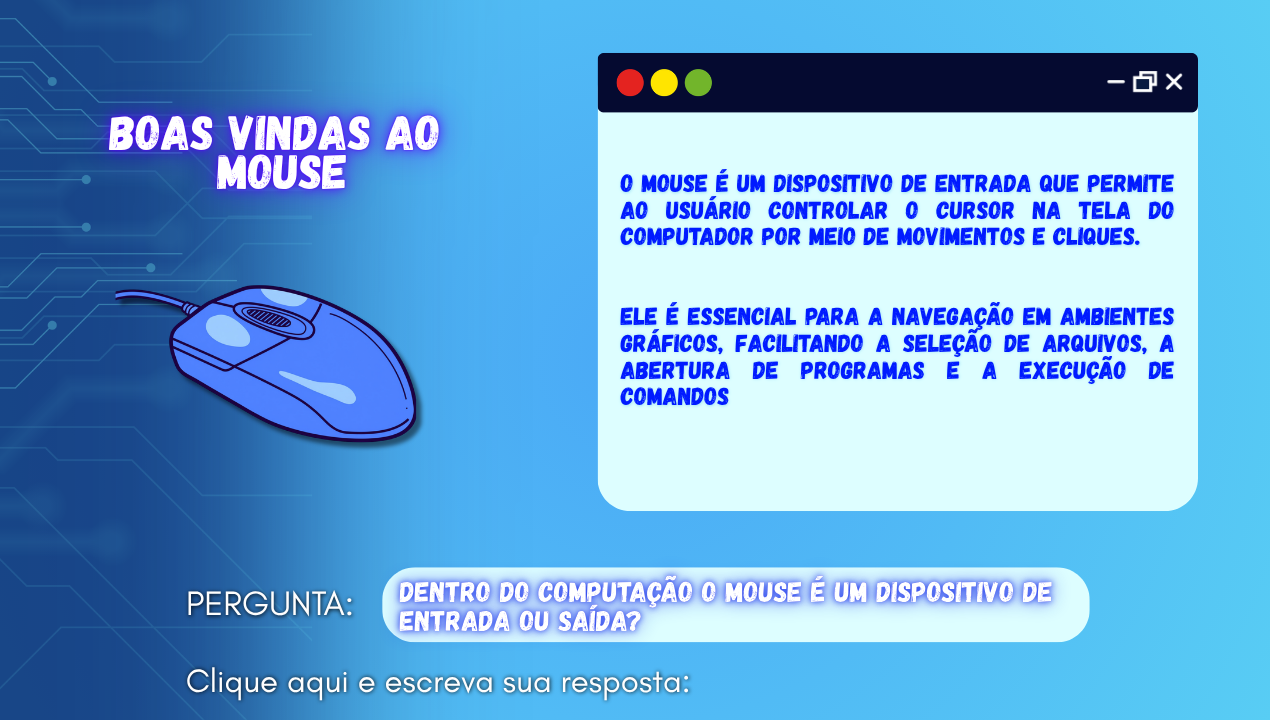 BOAS VINDAS AO
MOUSE
O MOUSE É UM DISPOSITIVO DE ENTRADA QUE PERMITE
AO USUÁRIO CONTROLAR O CURSOR NA TELA DO
COMPUTADOR POR MEIO DE MOVIMENTOS E CLIQUES.
ELE É ESSENCIAL PARA A NAVEGAÇÃO EM AMBIENTES
GRÁFICOS, FACILITANDO A SELEÇÃO DE ARQUIVOS, A
ABERTURA DE PROGRAMAS E A EXECUÇÃO DE
COMANDOS
PERGUNTA:
DENTRO DO COMPUTAÇÃO O MOUSE É UM DISPOSITIVO DE
ENTRADA OU SAÍDA?
Clique aqui e escreva sua resposta: